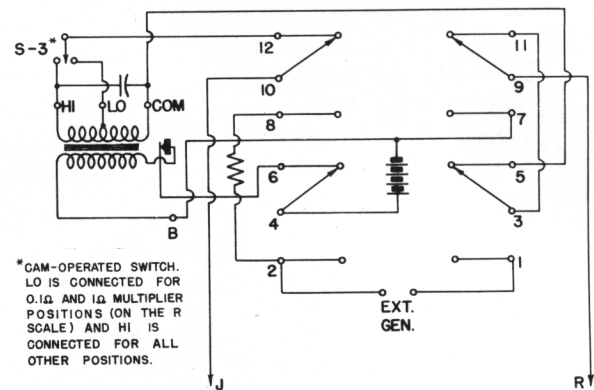 S-3*
12
11
10
9
HI
LO
COM
8
7
6
5
4
3
B
2
1
EXT.
GEN.
*CAM-OPERATED SWITCH.
LO IS CONNECTED FOR
0.1Ω AND 1Ω MULTIPLIER
POSITIONS (ON THE R
SCALE) AND HI IS
CONNECTED FOR ALL
OTHER POSITIONS.
J
R